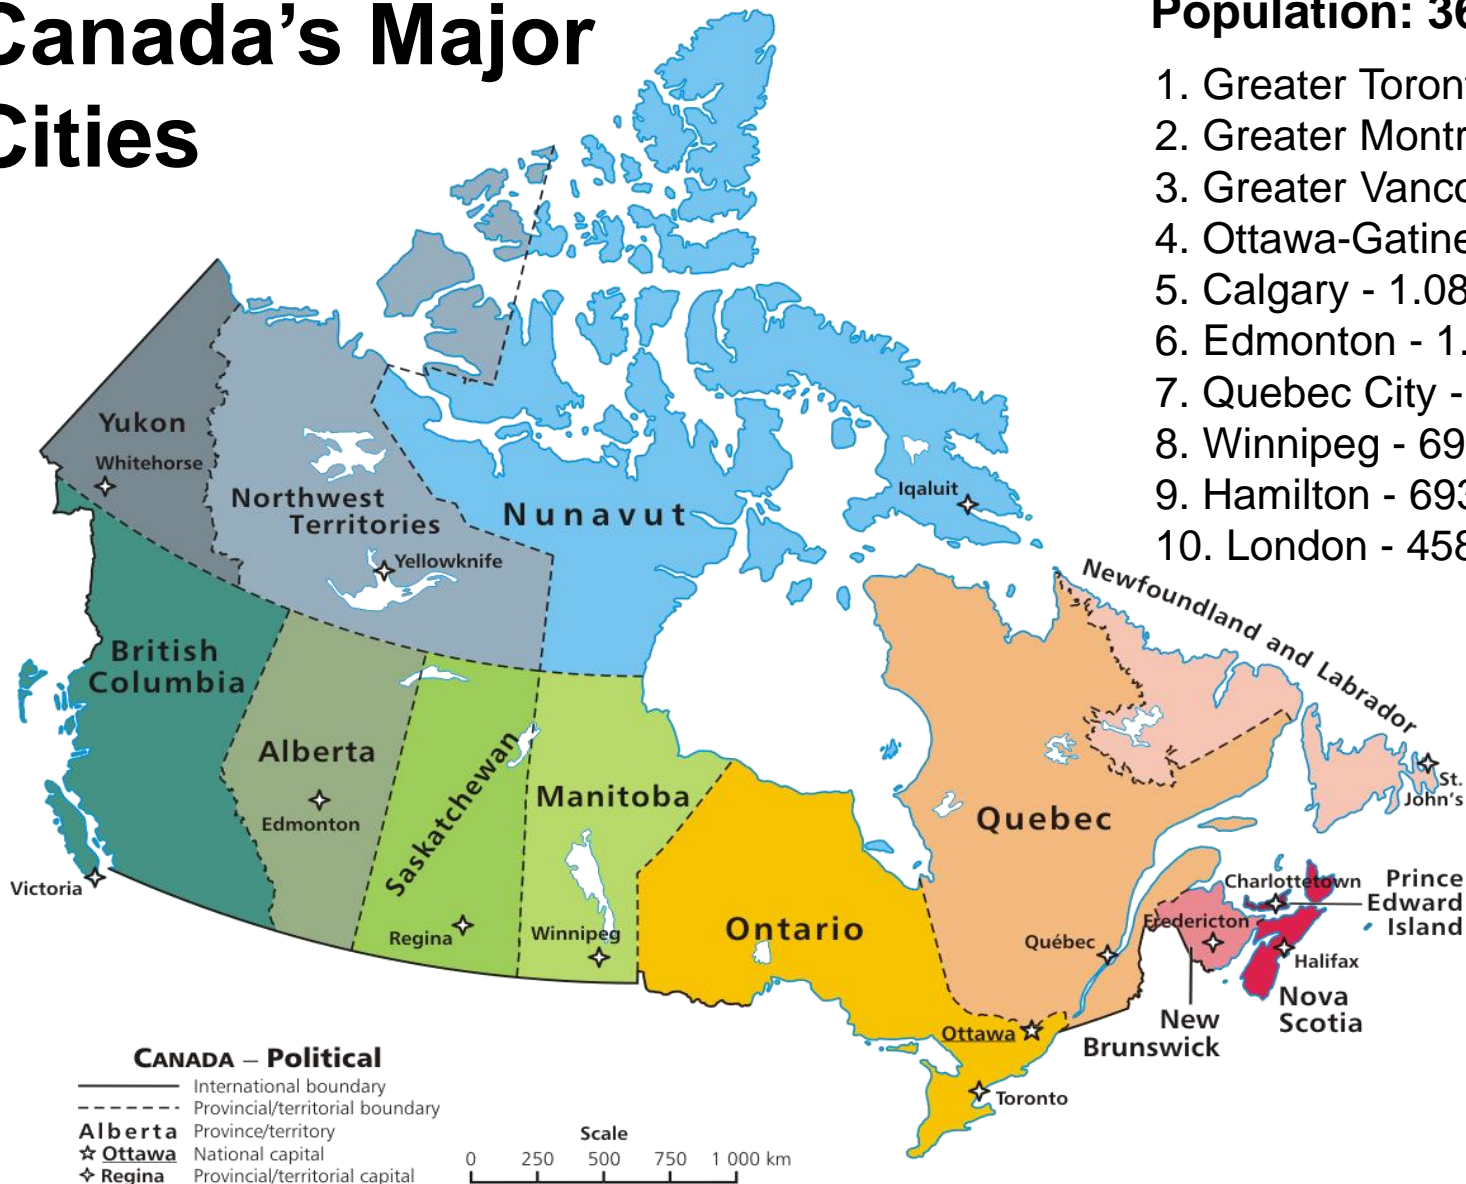 Canada's Major
Cities
Population: 36
1. Greater Toron
2. Greater Montr
3. Greater Vanco
4. Ottawa-Gatine
5. Calgary - 1.08
6. Edmonton - 1.
7. Quebec City -
8. Winnipeg - 69
9. Hamilton - 693
10. London - 458
Yukon
Whitehorse
Northwest
Territories
Yellowknife
Nunavut
Iqaluit
Newfoundland and Labrador
British
Columbia
Alberta
Edmonton
Saskatchewan
Manitoba
Quebec
St.
John's
Victoria
Regina
Winnipeg
Ontario
Québec
Charlottetown
Prince
Edward
Island
Fredericton
Halifax
Nova
Scotia
New
Brunswick
Ottawa
Toronto
CANADA – Political
International boundary
Provincial/territorial boundary
Alberta Province/territory
Ottawa National capital
Regina Provincial/territorial capital
Scale
0 250 500 750 1 000 km